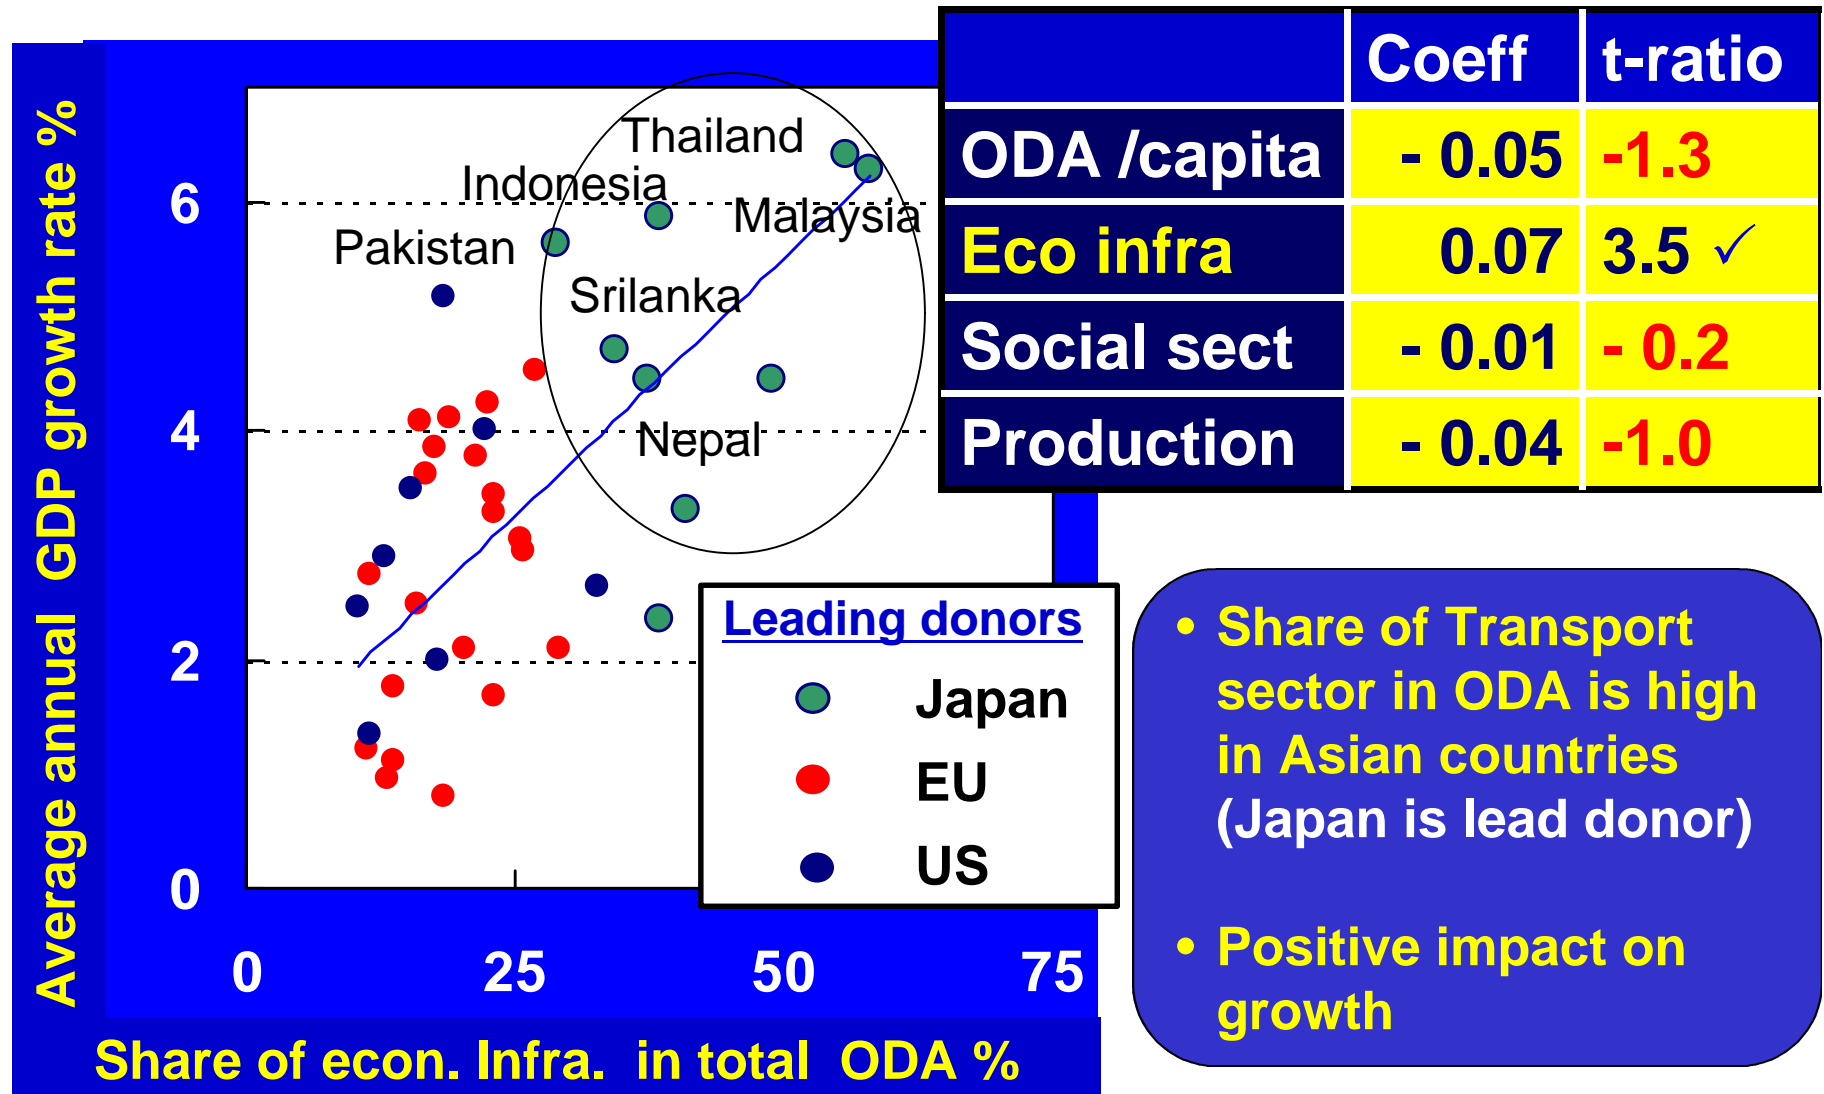 Coeff t-ratio
ODA /capita - 0.05 -1.3
Eco infra 0.07 3.5 ✓
Social sect - 0.01 - 0.2
Production - 0.04 -1.0
Average annual GDP growth rate %
6
4
2
0
0 25 50 75
Share of econ. Infra. in total ODA %
Thailand
Indonesia
Malaysia
Pakistan
Srilanka
Nepal
Leading donors
Japan
EU
US
• Share of Transport
sector in ODA is high
in Asian countries
(Japan is lead donor)
• Positive impact on
growth